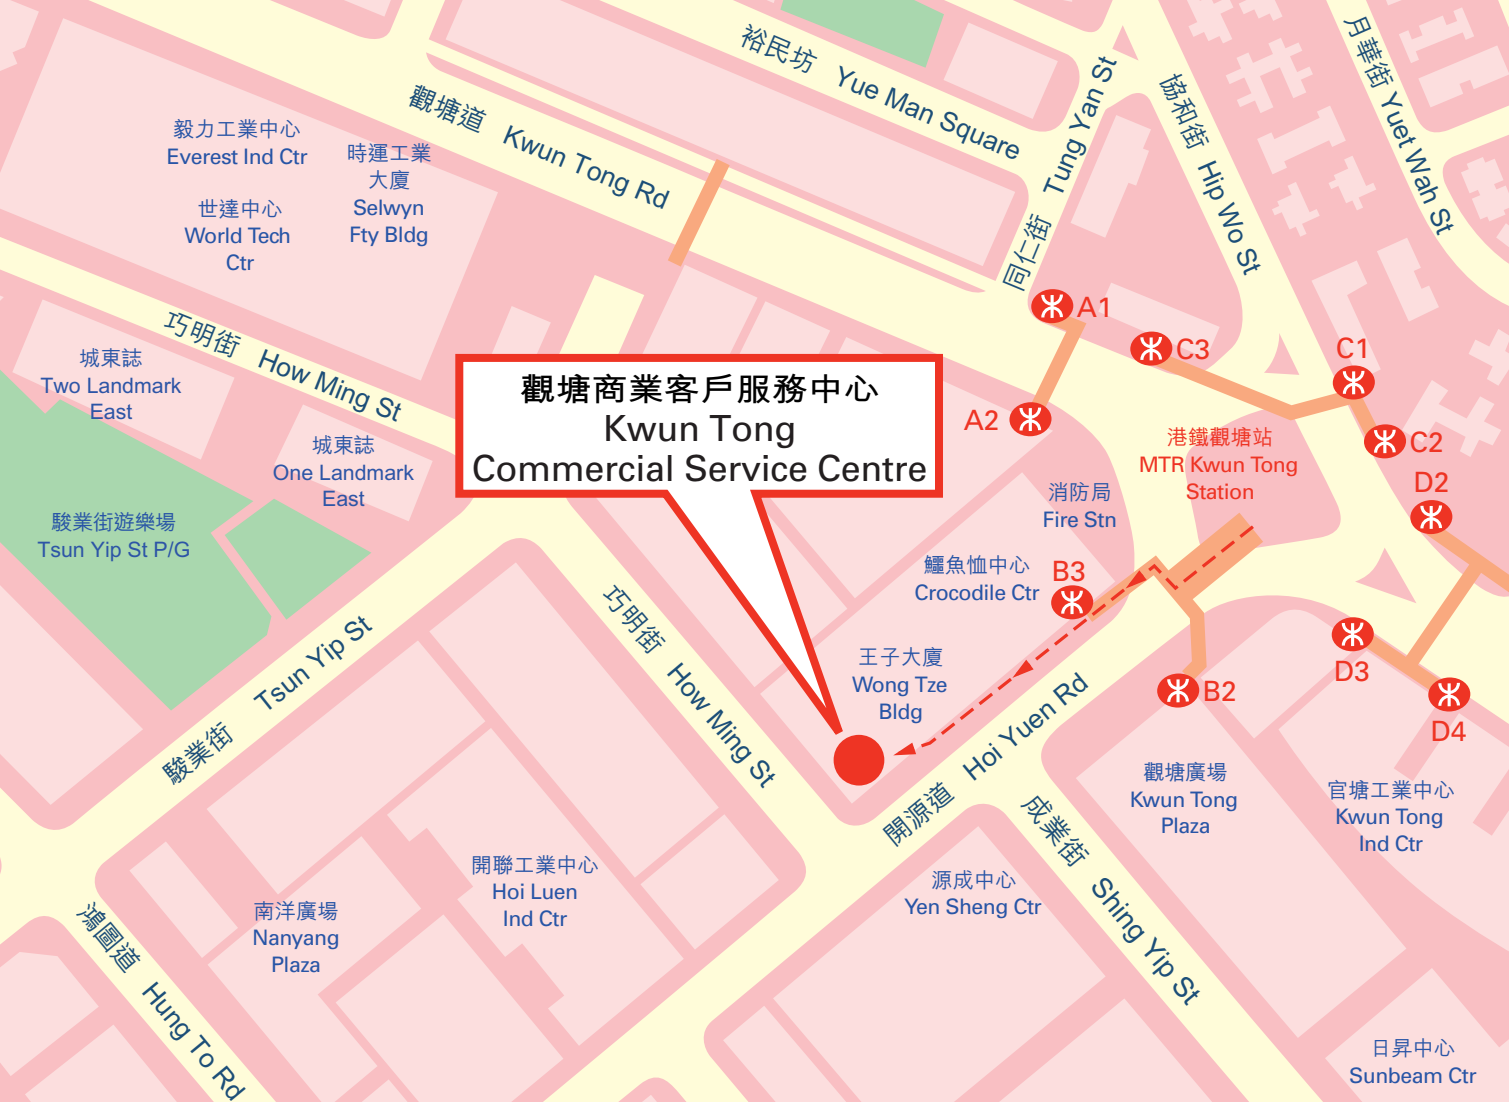 裕民坊 Yue Man Square
觀塘道 Kwun Tong Rd
同仁街 Tung Yan St
協和街 Hip Wo St
月華街 Yuet Wah St
毅力工業中心
Everest Ind Ctr
時運工業
大廈
Selwyn
Fty Bldg
世達中心
World Tech
Ctr
巧明街 How Ming St
城東誌
Two Landmark
East
城東誌
One Landmark
East
駿業街遊樂場
Tsun Yip St P/G
觀塘商業客戶服務中心
Kwun Tong
Commercial Service Centre
A1
C3
C1
A2
C2
港鐵觀塘站
MTR Kwun Tong
Station
D2
消防局
Fire Stn
鱷魚恤中心
Crocodile Ctr
B3
D3
B2
D4
王子大廈
Wong Tze
Bldg
巧明街 How Ming St
駿業街 Tsun Yip St
開源道 Hoi Yuen Rd
成業街 Shing Yip St
觀塘廣場
Kwun Tong
Plaza
官塘工業中心
Kwun Tong
Ind Ctr
開聯工業中心
Hoi Luen
Ind Ctr
源成中心
Yen Sheng Ctr
南洋廣場
Nanyang
Plaza
鴻圖道 Hung To Rd
日昇中心
Sunbeam Ctr